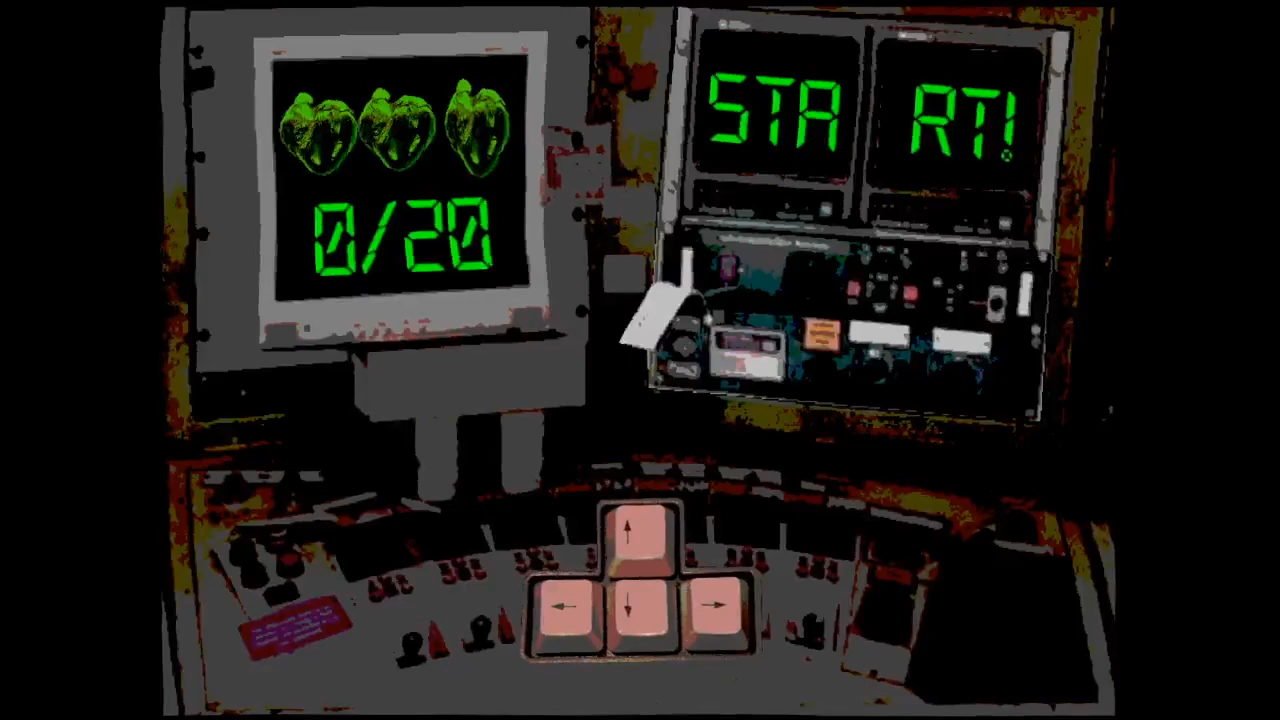 0/20
STA RT!
↑
← ↓ →